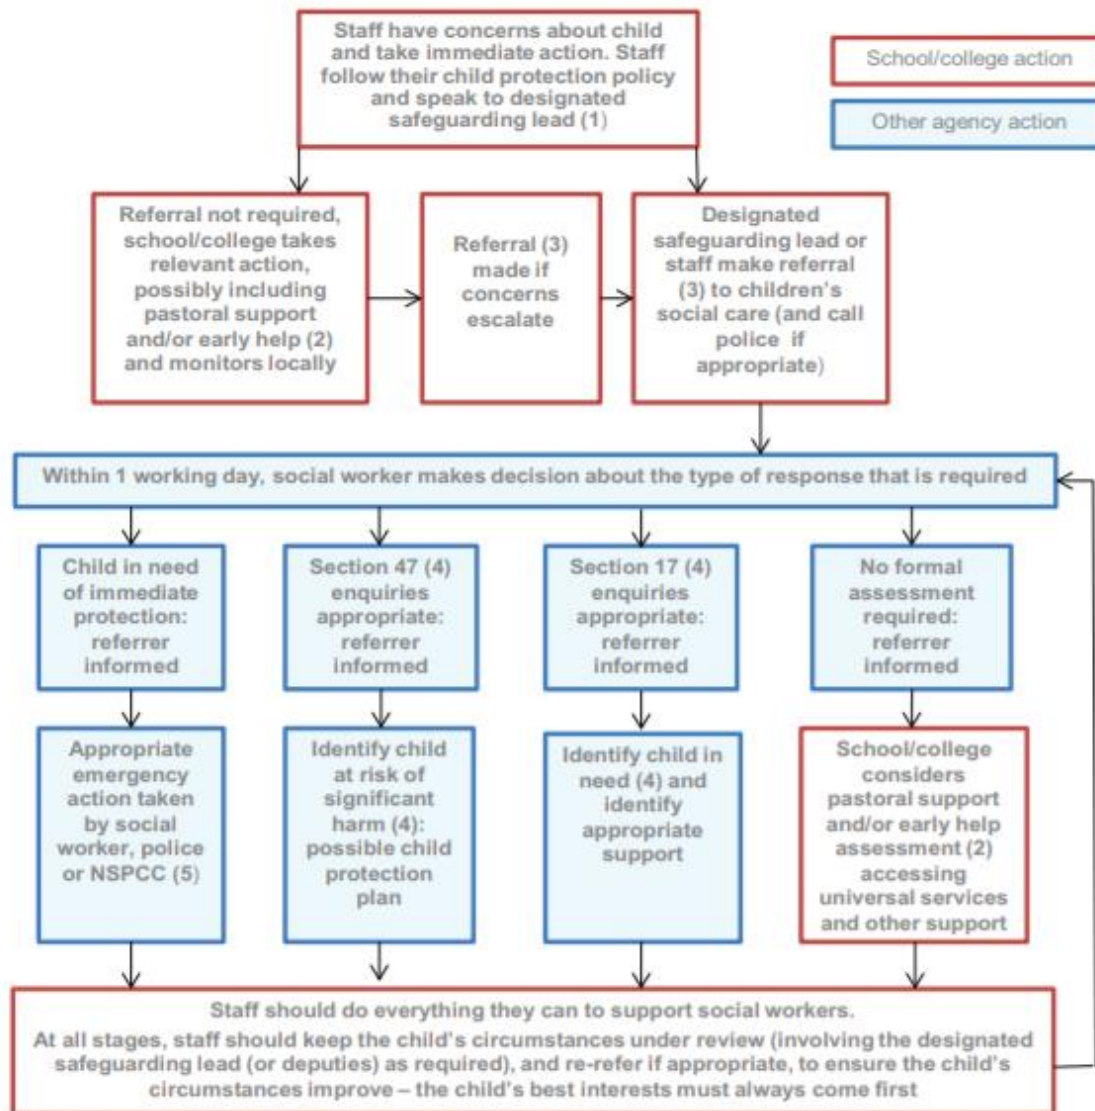 Staff have concerns about child
and take immediate action. Staff
follow their child protection policy
and speak to designated
safeguarding lead (1)
School/college action
Other agency action
Referral not required,
school/college takes
relevant action,
possibly including
pastoral support
and/or early help (2)
and monitors locally
Referral (3)
made if
concerns
escalate
Designated
safeguarding lead or
staff make referral
(3) to children's
social care (and call
police if
appropriate)
Within 1 working day, social worker makes decision about the type of response that is required
Child in need
of immediate
protection:
referrer
informed
Section 47 (4)
enquiries
appropriate:
referrer
informed
Section 17 (4)
enquiries
appropriate:
referrer
informed
No formal
assessment
required:
referrer
informed
Appropriate
emergency
action taken
by social
worker, police
or NSPCC (5)
Identify child
at risk of
significant
harm (4):
possible child
protection
plan
Identify child in
need (4) and
identify
appropriate
support
School/college
considers
pastoral support
and/or early help
assessment (2)
accessing
universal services
and other support
Staff should do everything they can to support social workers.
At all stages, staff should keep the child's circumstances under review (involving the designated
safeguarding lead (or deputies) as required), and re-refer if appropriate, to ensure the child's
circumstances improve – the child's best interests must always come first